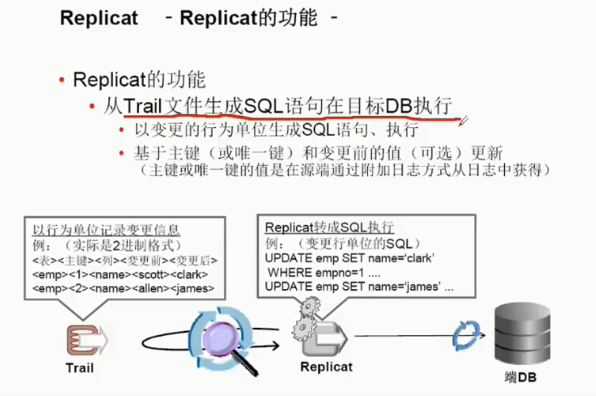 Replicat - Replicat的功能 -
• Replicat的功能
• 从Trail文件生成SQL语句在目标DB执行
• 以变更的行为单位生成SQL语句、执行
• 基于主键（或唯一键）和变更前的值（可选）更新
（主键或唯一键的值是在源端通过附加日志方式从日志中获得）
以行为单位记录变更信息
例：（实际是2进制格式）
<表><主键><列><变更前><变更后>
<emp><1><name><scott><clark>
<emp><2><name><allen><james>
Replicat转成SQL执行
例：（变更行单位的SQL）
UPDATE emp SET name='clark'
WHERE empno=1 ....
UPDATE emp SET name='james' ...
Trail
Replicat
端DB